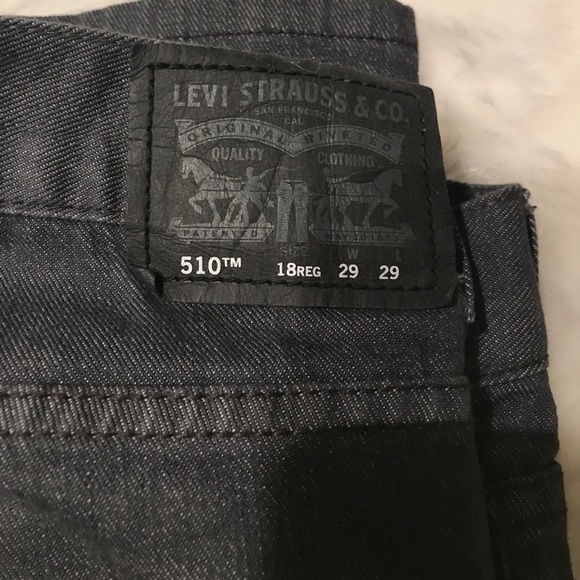 LEVI STRAUSS & CO.
SAN FRANCISCO
CAL
ORIGINAL RIVETED
QUALITY CLOTHING
PATENTED
SIZE W L
510™ 18REG 29 29